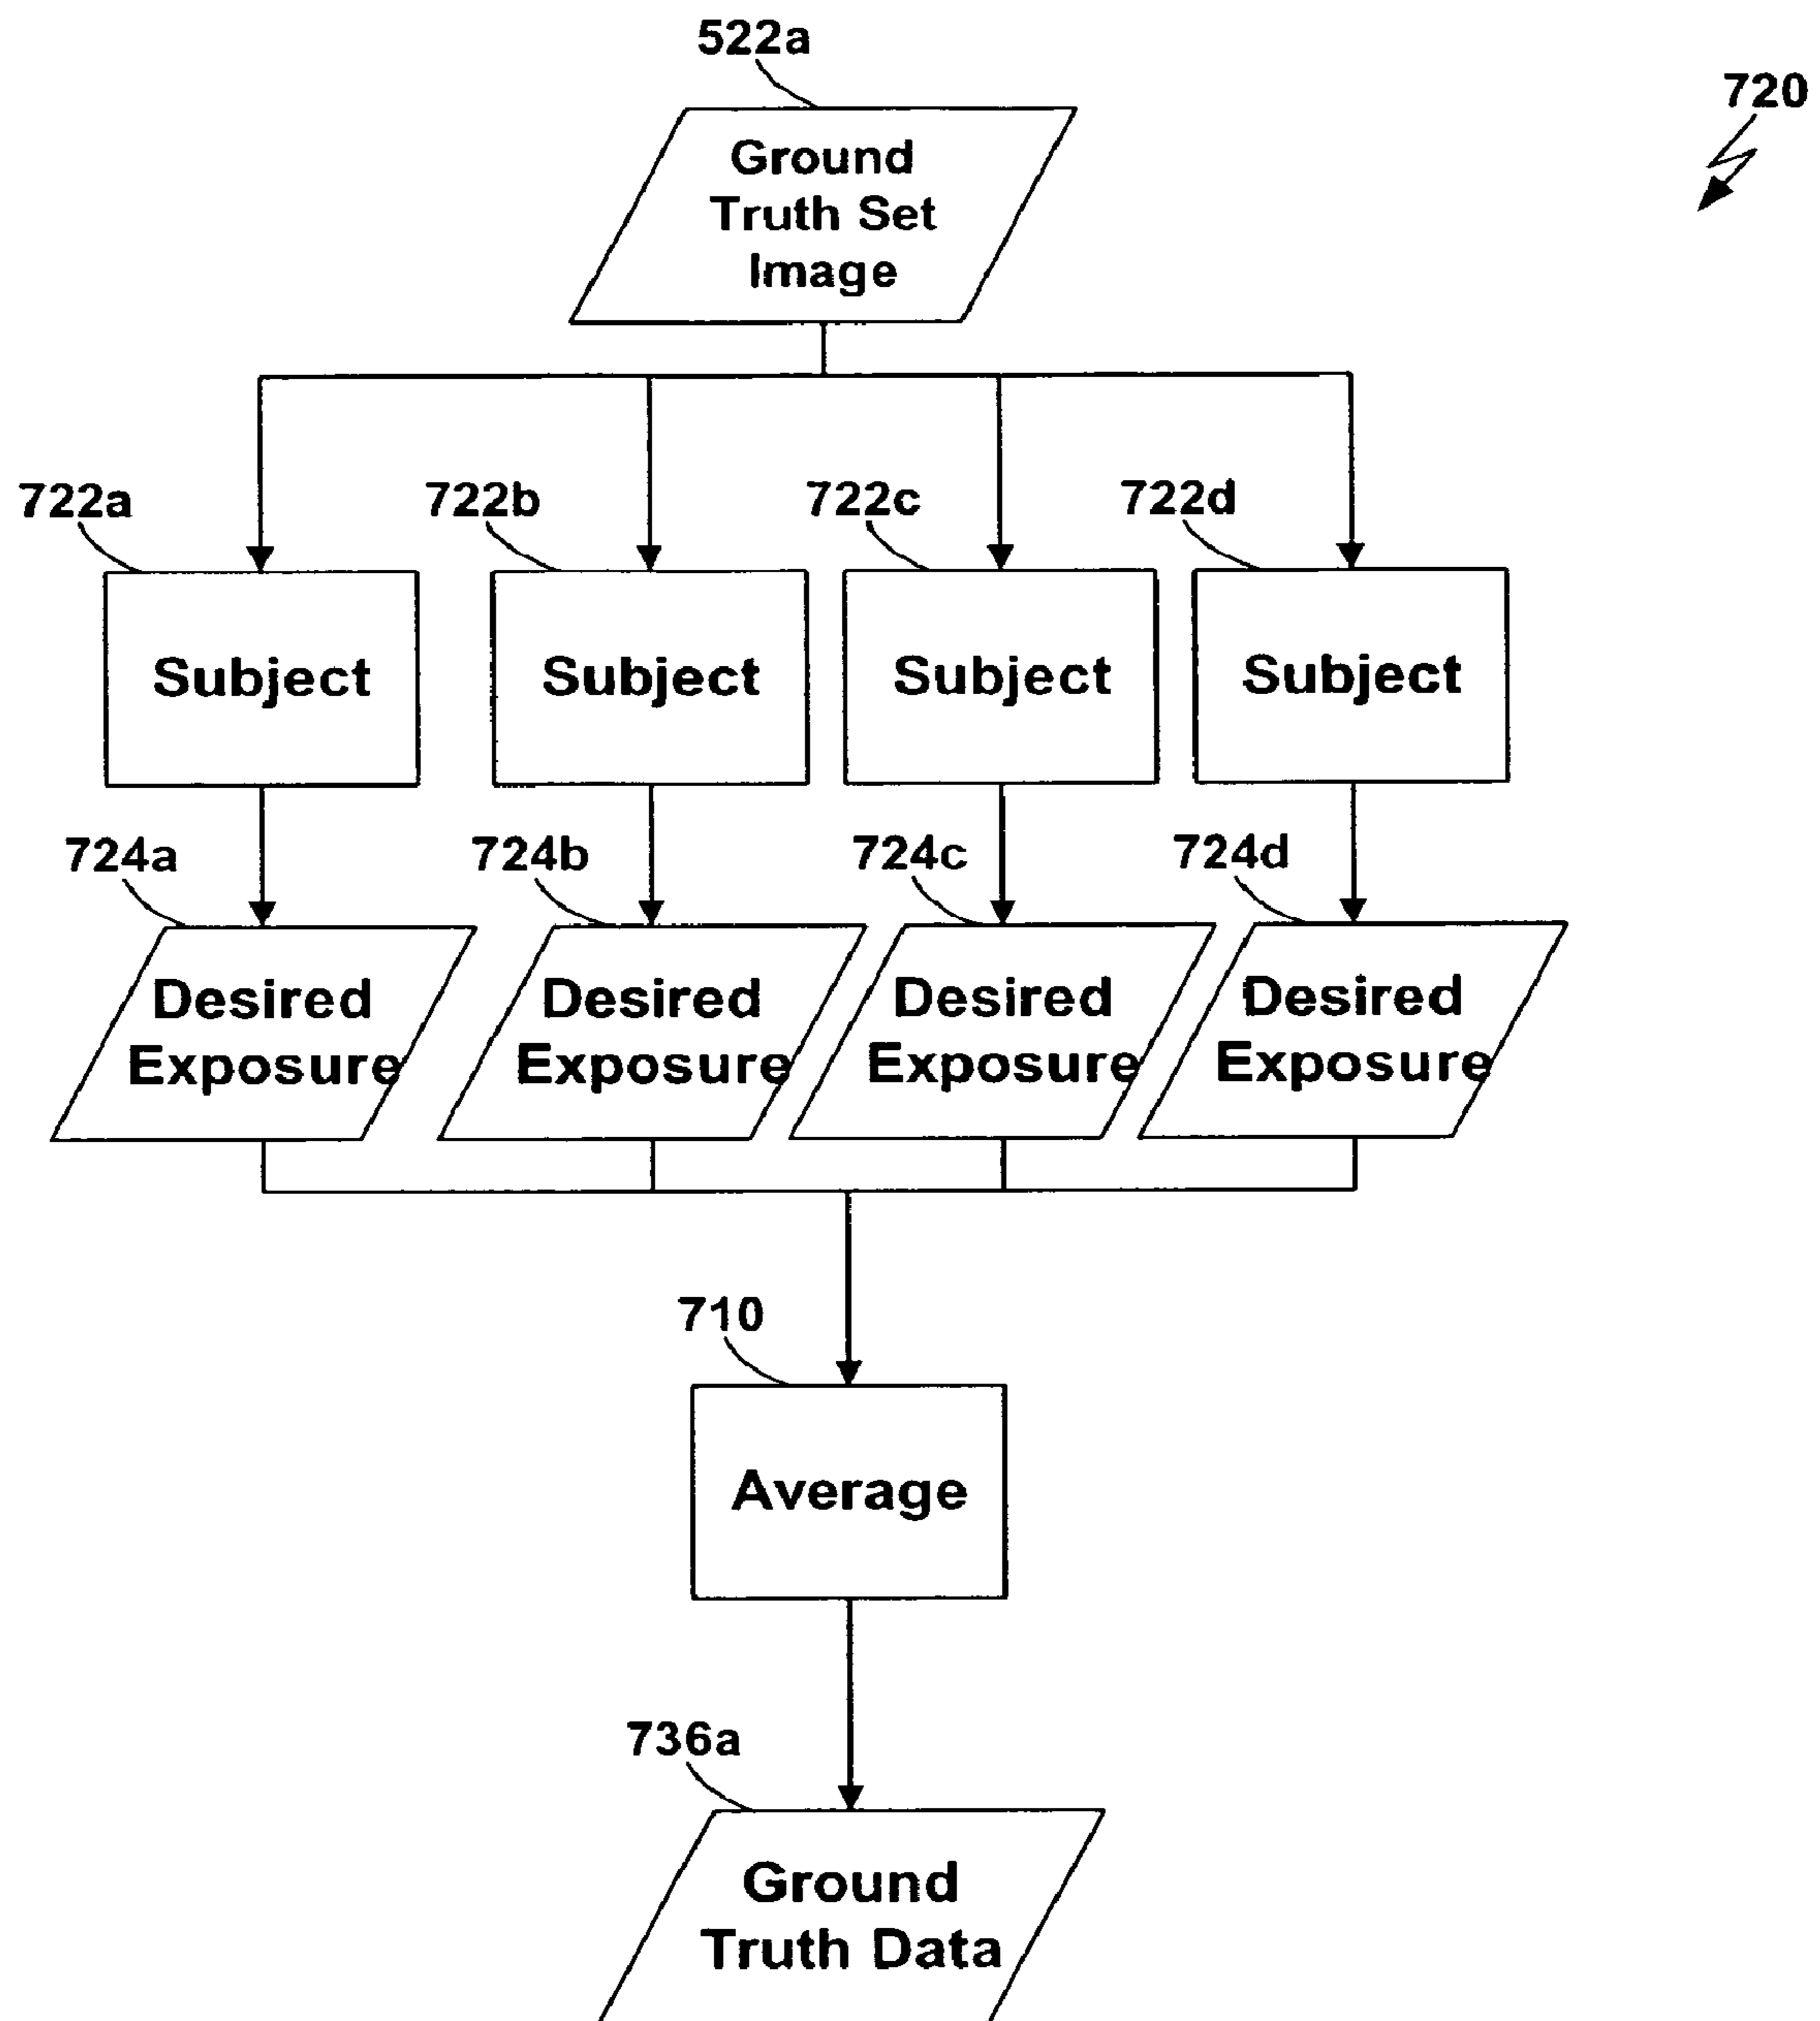 522a
720
Ground
Truth Set
Image
722a
722b
722c
722d
Subject
Subject
Subject
Subject
724a
724b
724c
724d
Desired
Exposure
Desired
Exposure
Desired
Exposure
Desired
Exposure
710
Average
736a
Ground
Truth Data